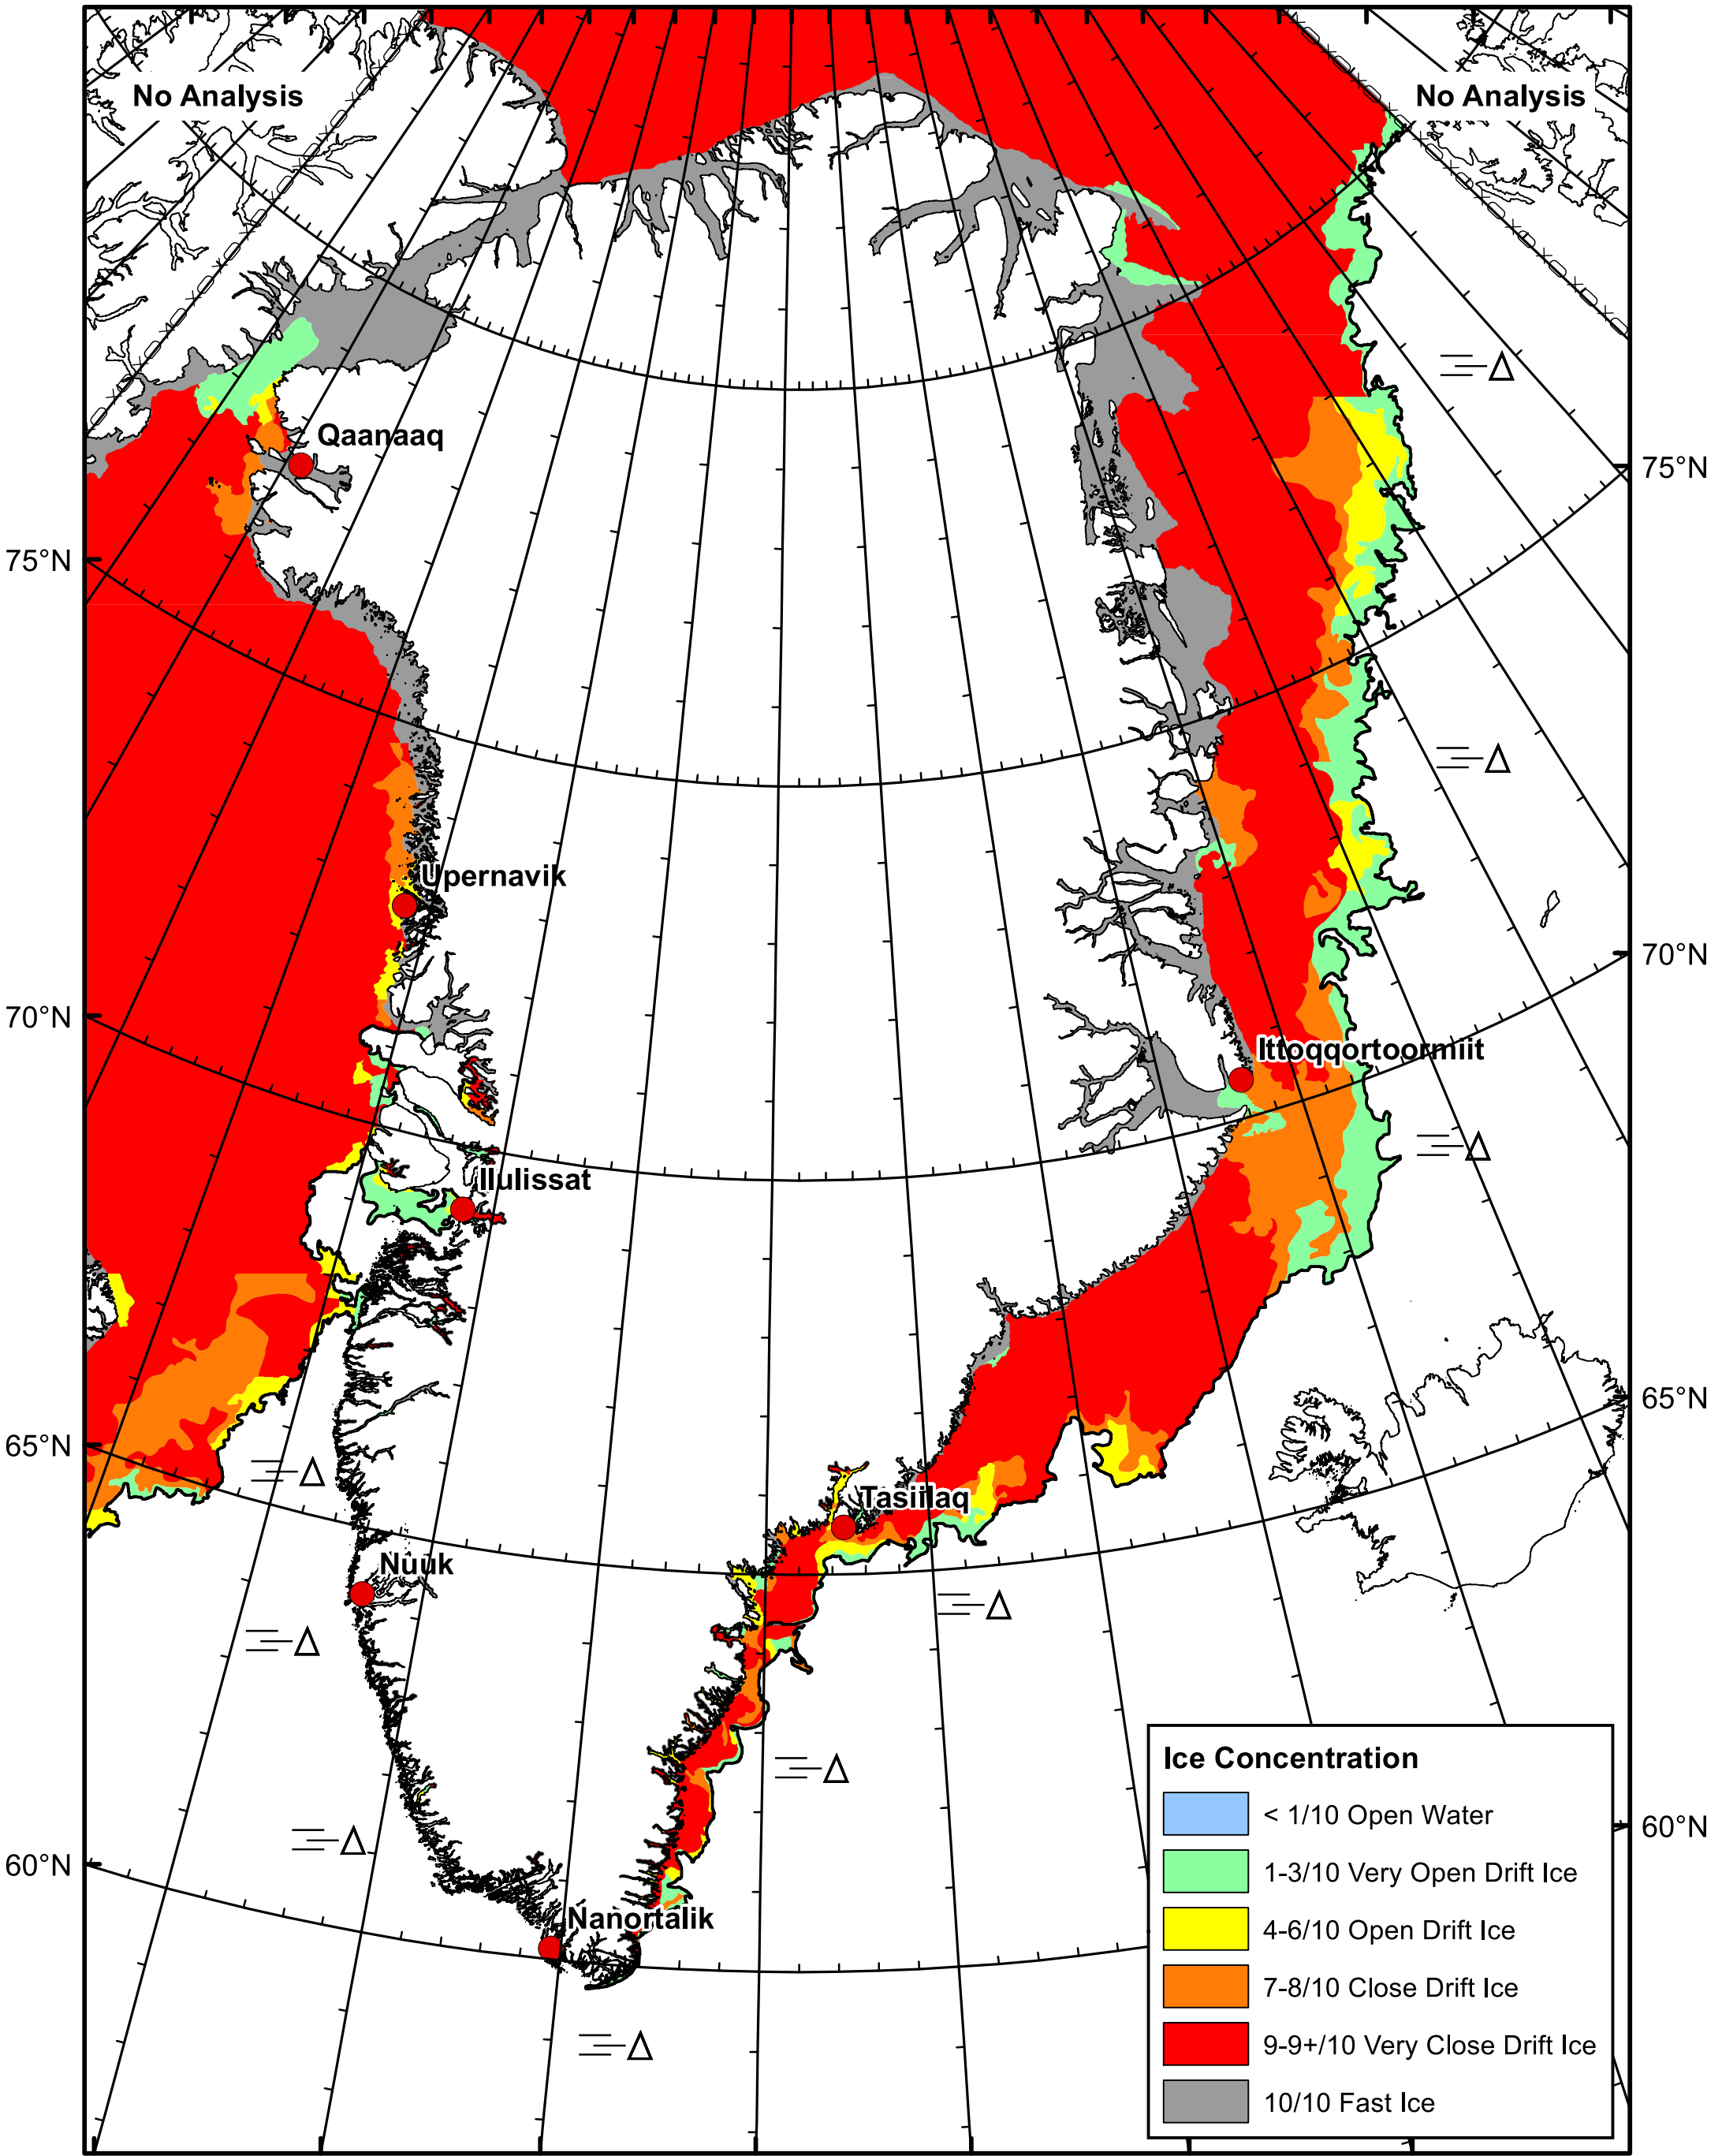 No Analysis
No Analysis
Qaanaaq
75°N
75°N
Upernavik
70°N
70°N
Ittoqqortoormiit
Ilulissat
65°N
65°N
Tasiilaq
Nuuk
Ice Concentration
< 1/10 Open Water
60°N
60°N
1-3/10 Very Open Drift Ice
Nanortalik
4-6/10 Open Drift Ice
7-8/10 Close Drift Ice
9-9+/10 Very Close Drift Ice
10/10 Fast Ice